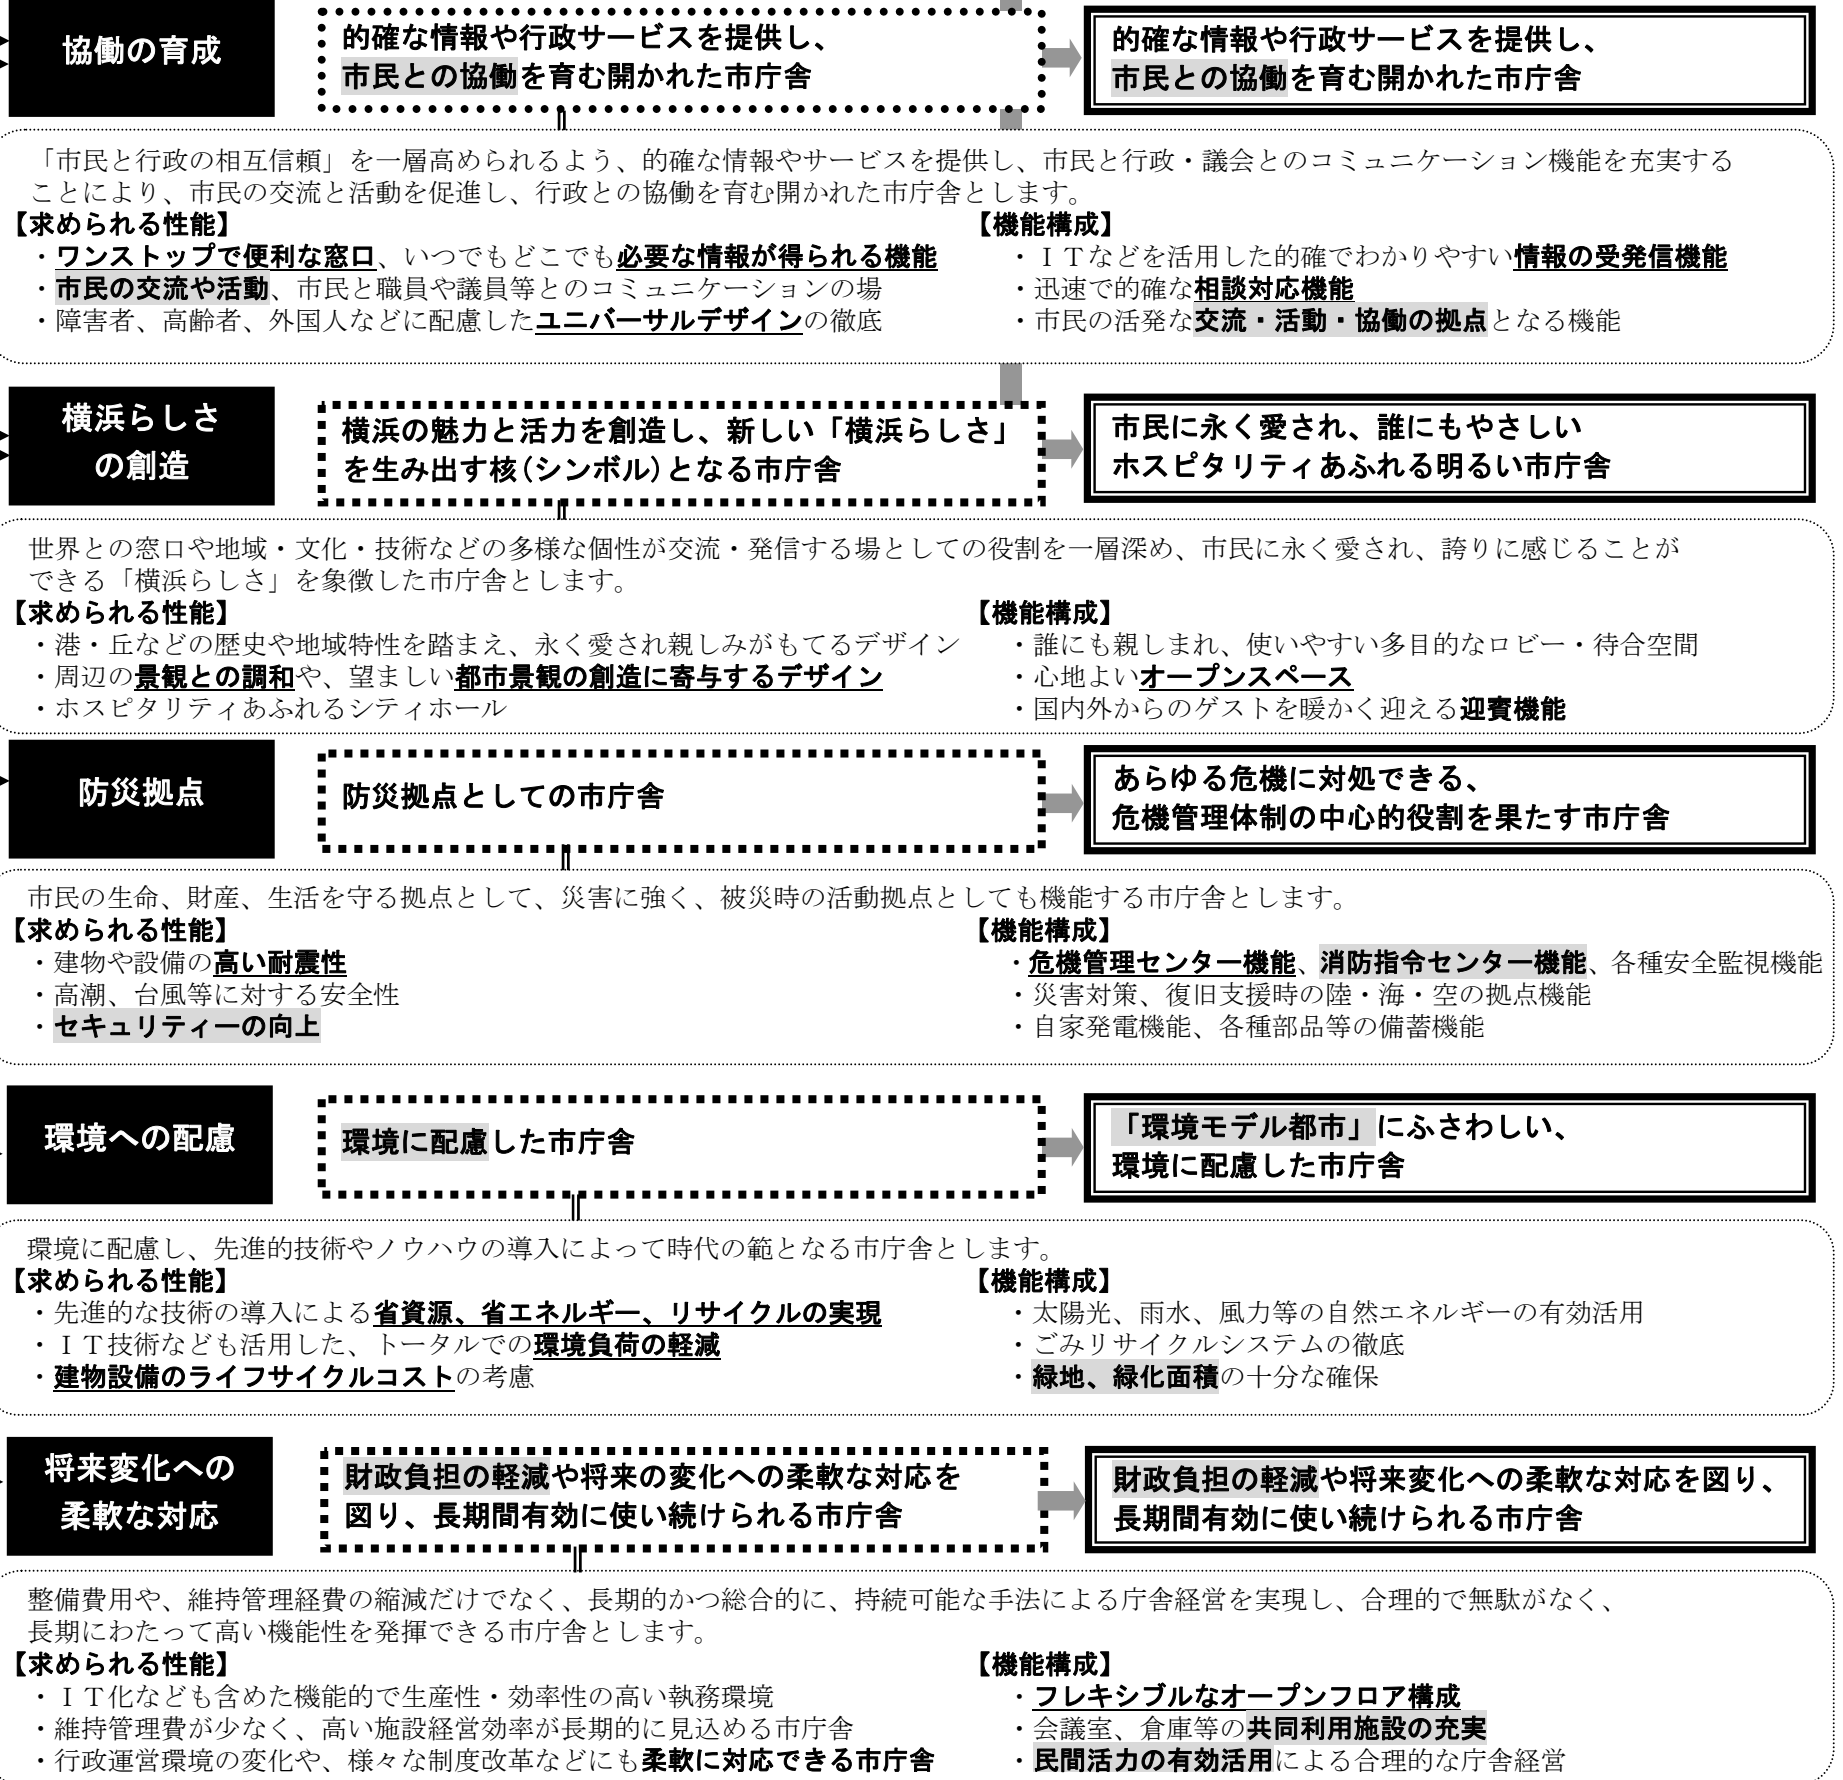 協働の育成
的確な情報や行政サービスを提供し、
市民との協働を育む開かれた市庁舎
的確な情報や行政サービスを提供し、
市民との協働を育む開かれた市庁舎
「市民と行政の相互信頼」を一層高められるよう、的確な情報やサービスを提供し、市民と行政・議会とのコミュニケーション機能を充実する
ことにより、市民の交流と活動を促進し、行政との協働を育む開かれた市庁舎とします。
【求められる性能】
・ワンストップで便利な窓口、いつでもどこでも必要な情報が得られる機能
・市民の交流や活動、市民と職員や議員等とのコミュニケーションの場
・障害者、高齢者、外国人などに配慮したユニバーサルデザインの徹底
【機能構成】
・ＩＴなどを活用した的確でわかりやすい情報の受発信機能
・迅速で的確な相談対応機能
・市民の活発な交流・活動・協働の拠点となる機能
横浜らしさ
の創造
横浜の魅力と活力を創造し、新しい「横浜らしさ」
を生み出す核(シンボル)となる市庁舎
市民に永く愛され、誰にもやさしい
ホスピタリティあふれる明るい市庁舎
世界との窓口や地域・文化・技術などの多様な個性が交流・発信する場としての役割を一層深め、市民に永く愛され、誇りに感じることが
できる「横浜らしさ」を象徴した市庁舎とします。
【求められる性能】
・港・丘などの歴史や地域特性を踏まえ、永く愛され親しみがもてるデザイン
・周辺の景観との調和や、望ましい都市景観の創造に寄与するデザイン
・ホスピタリティあふれるシティホール
【機能構成】
・誰にも親しまれ、使いやすい多目的なロビー・待合空間
・心地よいオープンスペース
・国内外からのゲストを暖かく迎える迎賓機能
防災拠点
防災拠点としての市庁舎
あらゆる危機に対処できる、
危機管理体制の中心的役割を果たす市庁舎
市民の生命、財産、生活を守る拠点として、災害に強く、被災時の活動拠点としても機能する市庁舎とします。
【求められる性能】
・建物や設備の高い耐震性
・高潮、台風等に対する安全性
・セキュリティーの向上
【機能構成】
・危機管理センター機能、消防指令センター機能、各種安全監視機能
・災害対策、復旧支援時の陸・海・空の拠点機能
・自家発電機能、各種部品等の備蓄機能
環境への配慮
環境に配慮した市庁舎
「環境モデル都市」にふさわしい、
環境に配慮した市庁舎
環境に配慮し、先進的技術やノウハウの導入によって時代の範となる市庁舎とします。
【求められる性能】
・先進的な技術の導入による省資源、省エネルギー、リサイクルの実現
・ＩＴ技術なども活用した、トータルでの環境負荷の軽減
・建物設備のライフサイクルコストの考慮
【機能構成】
・太陽光、雨水、風力等の自然エネルギーの有効活用
・ごみリサイクルシステムの徹底
・緑地、緑化面積の十分な確保
将来変化への
柔軟な対応
財政負担の軽減や将来の変化への柔軟な対応を
図り、長期間有効に使い続けられる市庁舎
財政負担の軽減や将来変化への柔軟な対応を図り、
長期間有効に使い続けられる市庁舎
整備費用や、維持管理経費の縮減だけでなく、長期的かつ総合的に、持続可能な手法による庁舎経営を実現し、合理的で無駄がなく、
長期にわたって高い機能性を発揮できる市庁舎とします。
【求められる性能】
・ＩＴ化なども含めた機能的で生産性・効率性の高い執務環境
・維持管理費が少なく、高い施設経営効率が長期的に見込める市庁舎
・行政運営環境の変化や、様々な制度改革などにも柔軟に対応できる市庁舎
【機能構成】
・フレキシブルなオープンフロア構成
・会議室、倉庫等の共同利用施設の充実
・民間活力の有効活用による合理的な庁舎経営